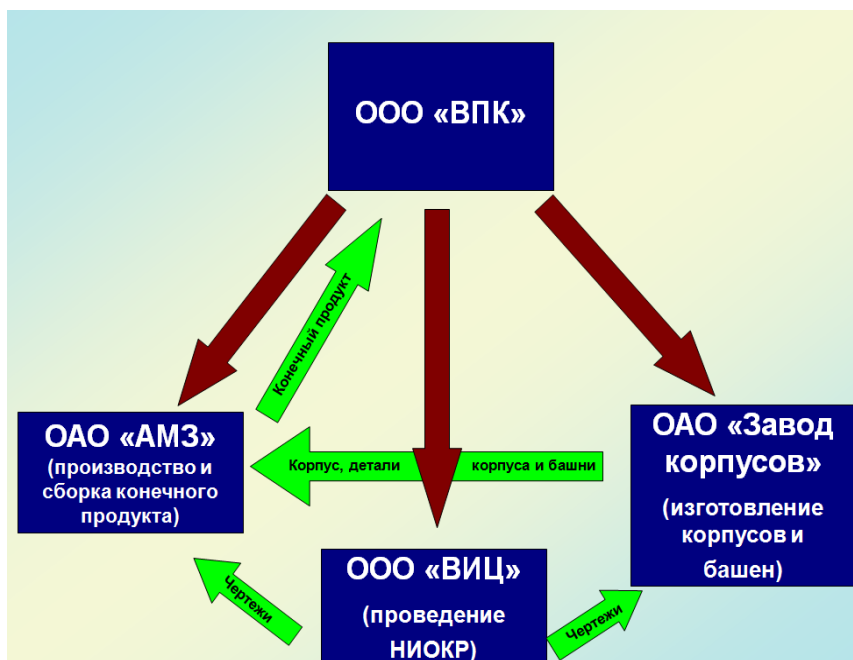 ООО «ВПК»
Конечный продукт
ОАО «АМЗ»
(производство и
сборка конечного
продукта)
Корпус, детали
корпуса и башни
ОАО «Завод
корпусов»
(изготовление
корпусов и
башен)
Чертежи
ООО «ВИЦ»
(проведение
НИОКР)
Чертежи